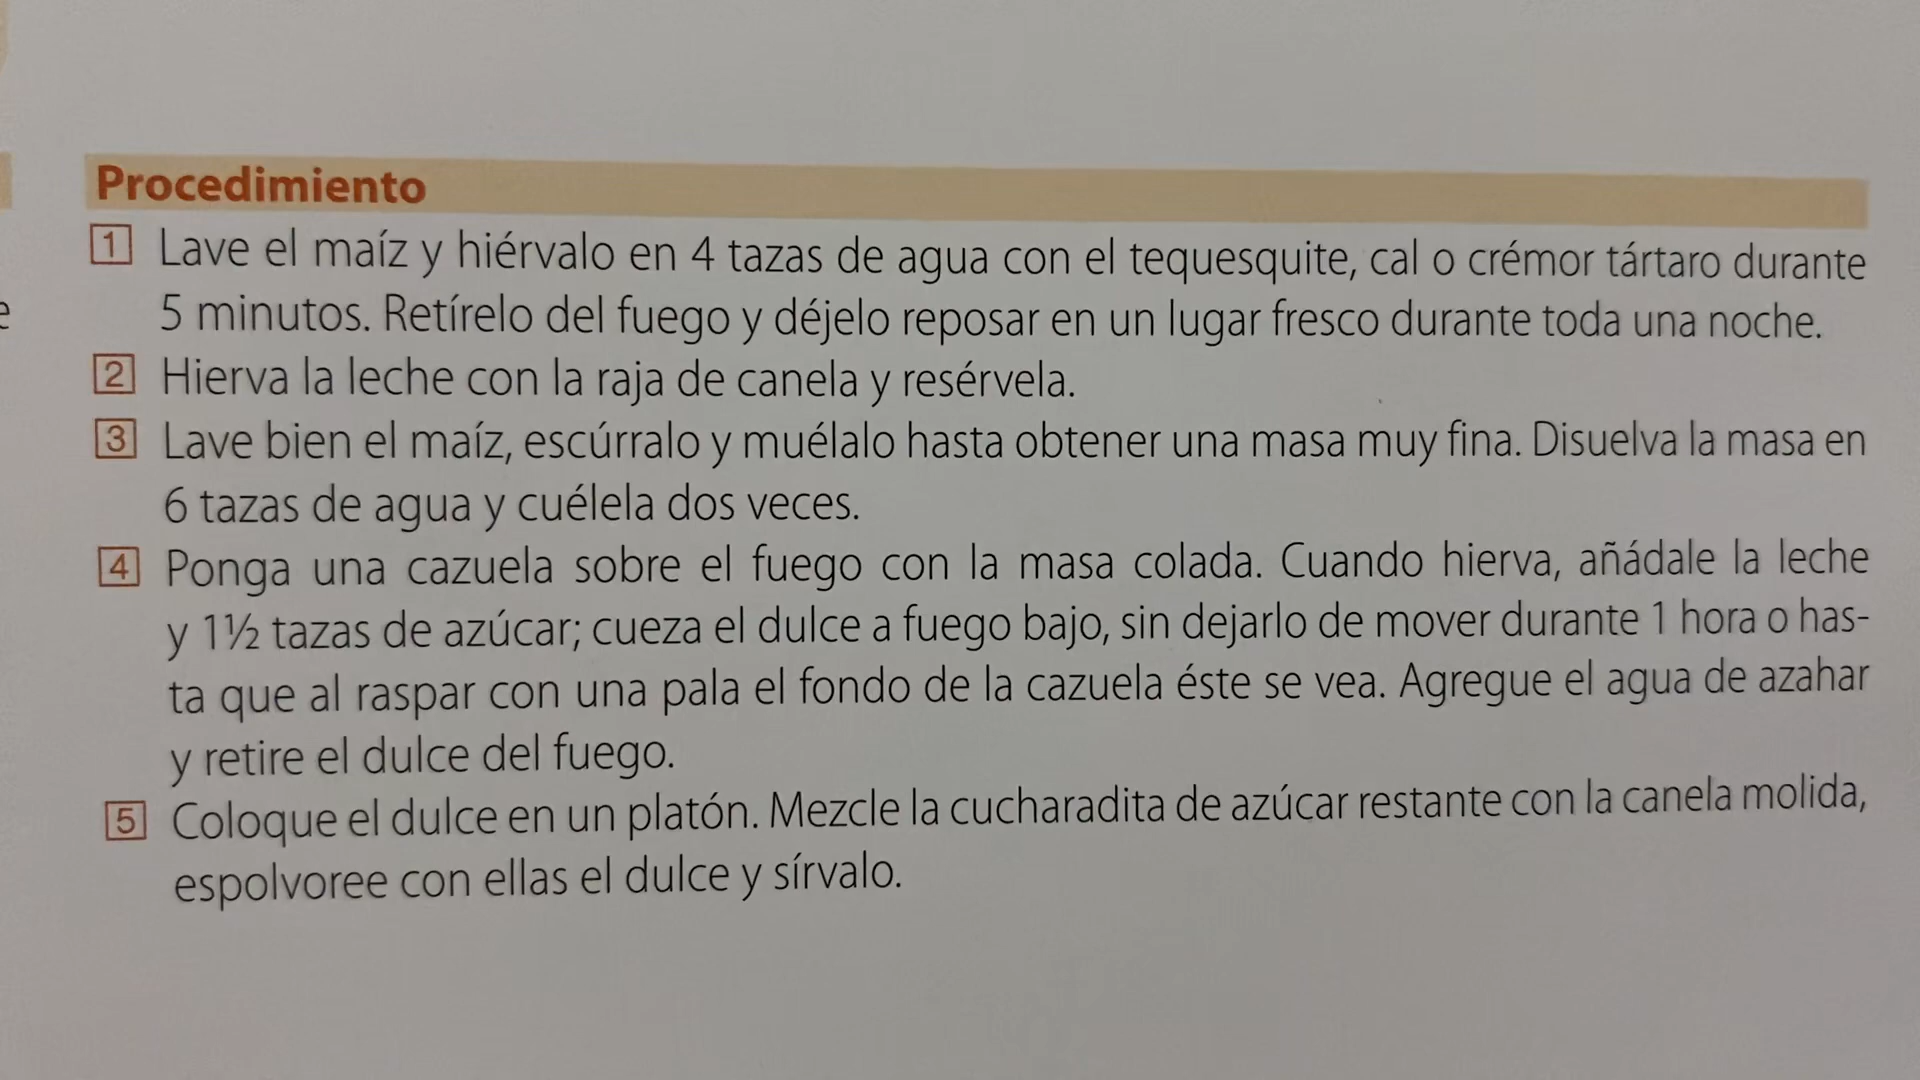 Procedimiento
1 Lave el maíz y hiérvalo en 4 tazas de agua con el tequesquite, cal o crémor tártaro durante
5 minutos. Retírelo del fuego y déjelo reposar en un lugar fresco durante toda una noche.
2 Hierva la leche con la raja de canela y resérvela.
3 Lave bien el maíz, escúrralo y muélalo hasta obtener una masa muy fina. Disuelva la masa en
6 tazas de agua y cuélela dos veces.
4 Ponga una cazuela sobre el fuego con la masa colada. Cuando hierva, añádale la leche
y 1½ tazas de azúcar; cueza el dulce a fuego bajo, sin dejarlo de mover durante 1 hora o has-
ta que al raspar con una pala el fondo de la cazuela éste se vea. Agregue el agua de azahar
y retire el dulce del fuego.
5 Coloque el dulce en un platón. Mezcle la cucharadita de azúcar restante con la canela molida,
espolvoree con ellas el dulce y sírvalo.